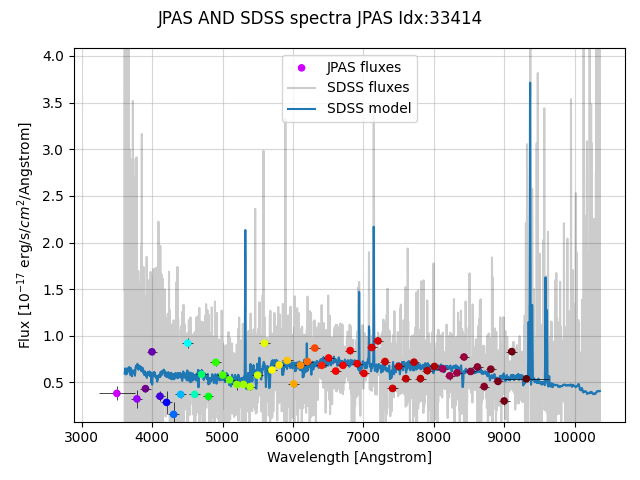 JPAS AND SDSS spectra JPAS Idx:33414
JPAS fluxes
SDSS fluxes
SDSS model
4.0
3.5
3.0
2.5
2.0
1.5
1.0
0.5
Flux [10⁻¹⁷ erg/s/cm²/Angstrom]
3000 4000 5000 6000 7000 8000 9000 10000
Wavelength [Angstrom]